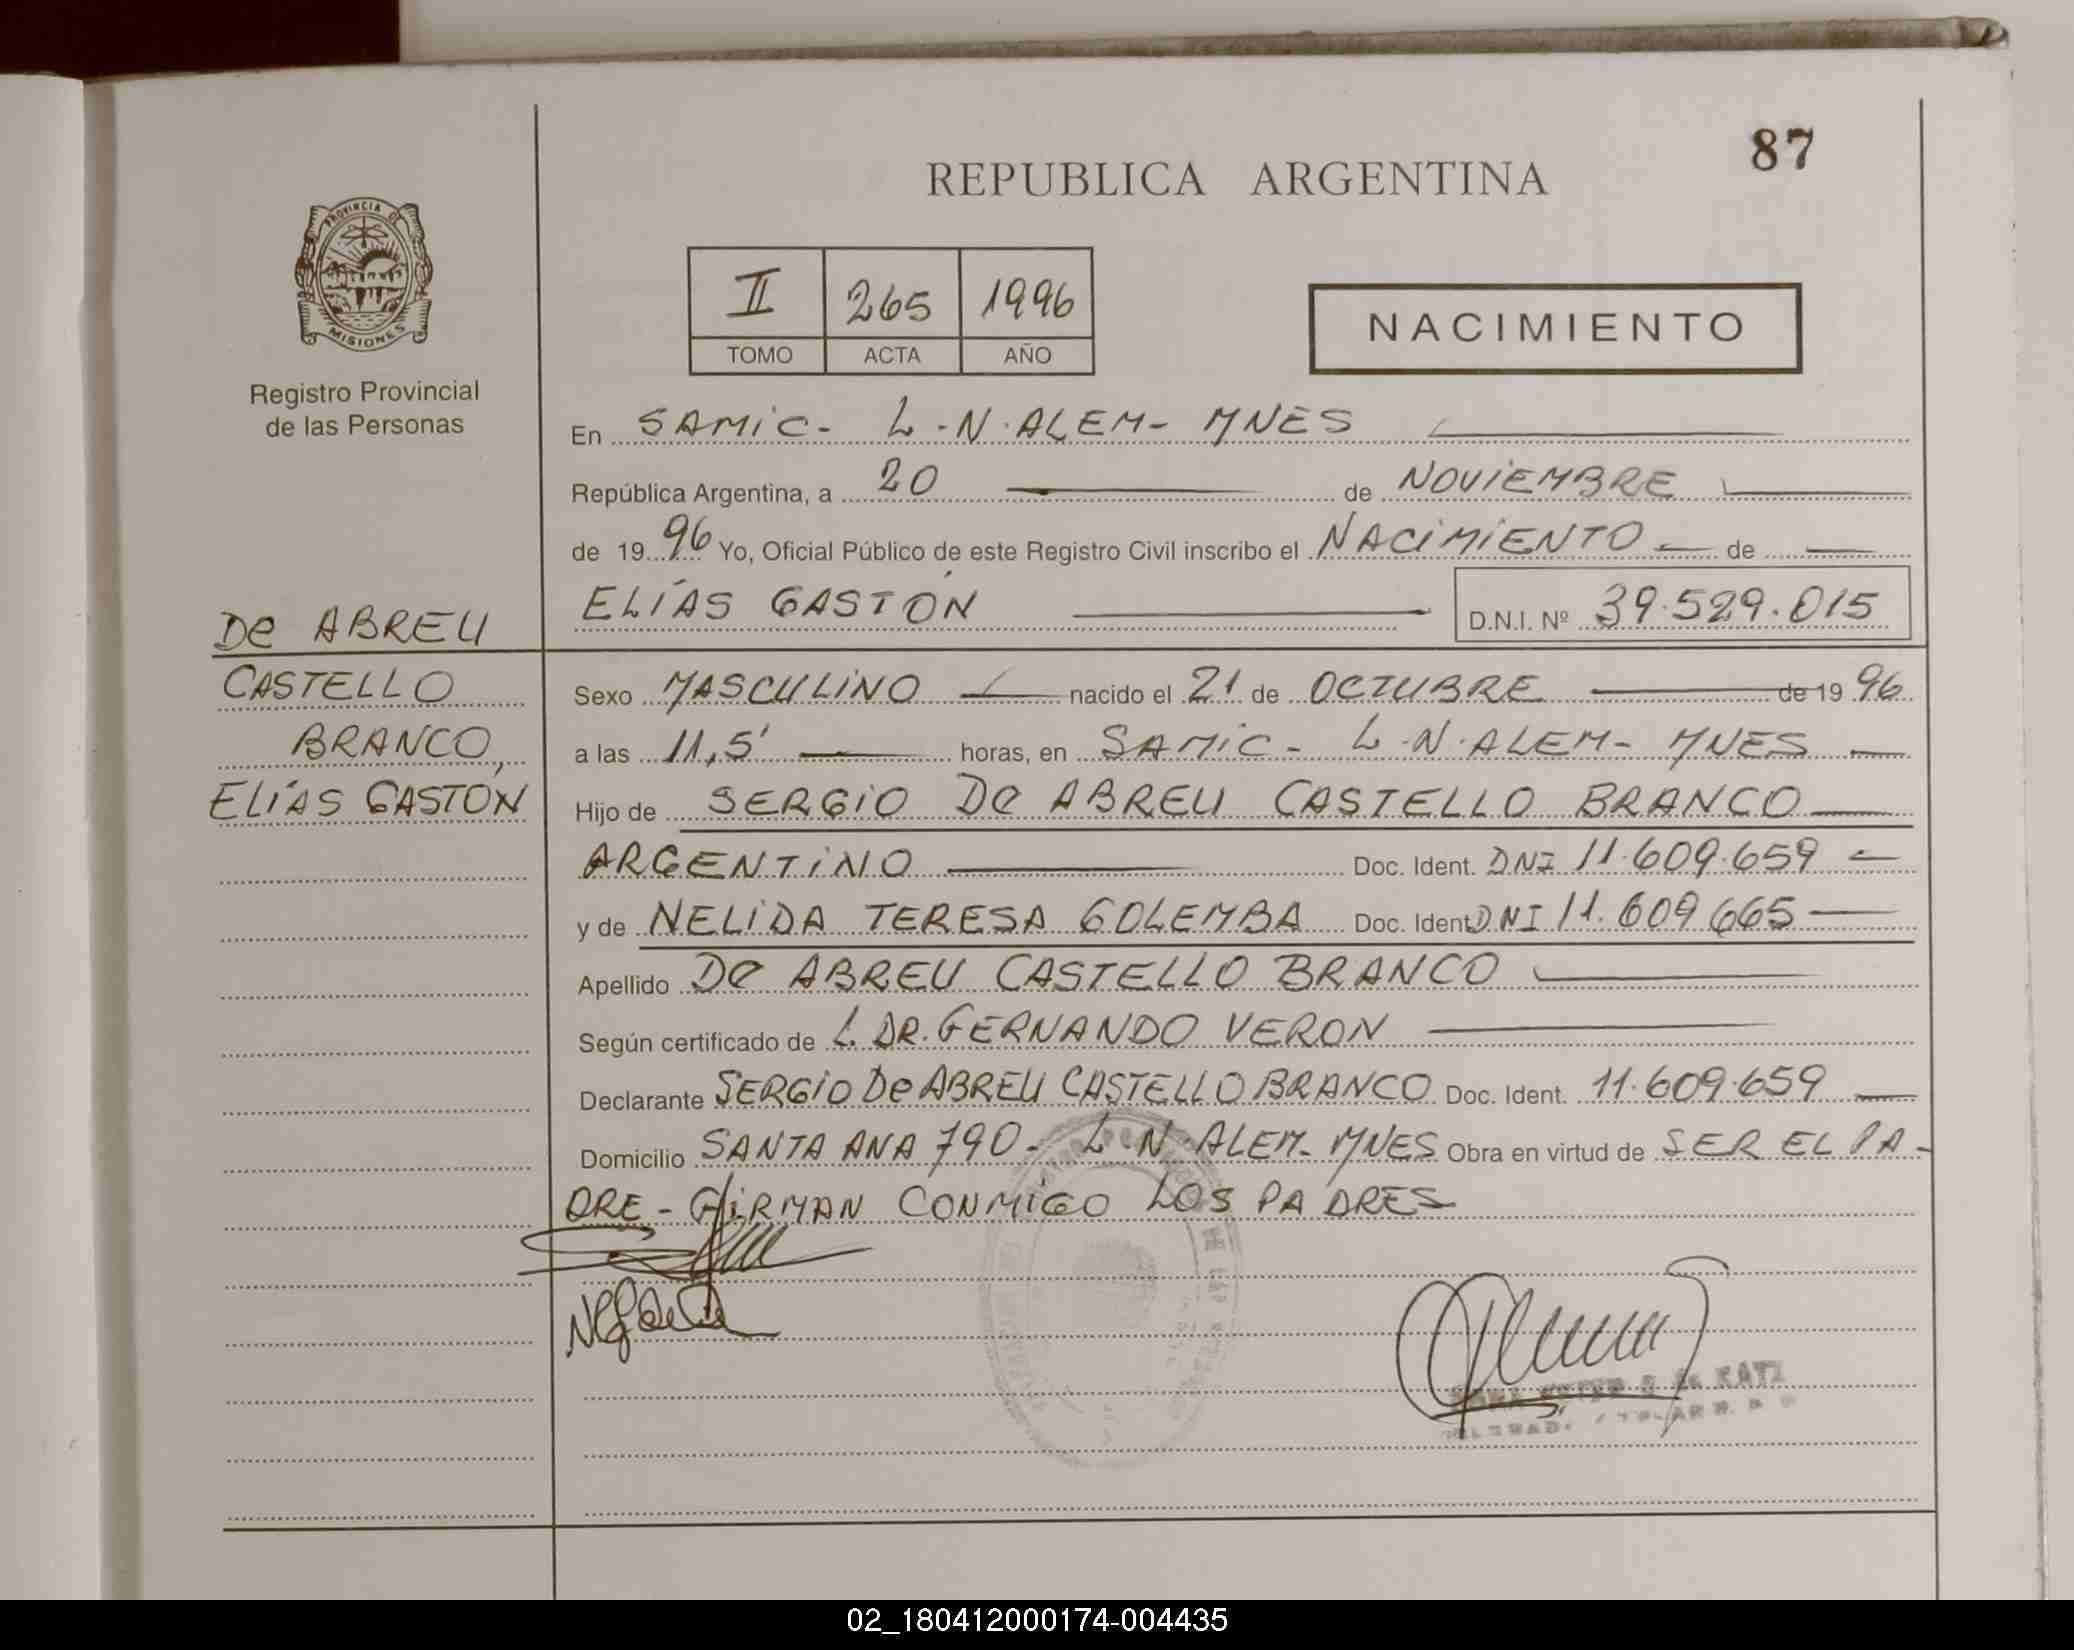 87
REPUBLICA ARGENTINA
PROVINCIA DE
MISIONES
Registro Provincial
de las Personas
II 265 1996
TOMO ACTA AÑO
NACIMIENTO
En SAMIC - L.N. ALEM - MNES
República Argentina, a 20 de NOVIEMBRE
de 1996 Yo, Oficial Público de este Registro Civil inscribo el NACIMIENTO de
ELÍAS GASTÓN D.N.I. Nº 39.529.015
De ABREU
CASTELLO
BRANCO,
ELÍAS GASTÓN
Sexo MASCULINO nacido el 21 de OCTUBRE de 1996
a las 11,5' horas, en SAMIC - L.N. ALEM - MNES
Hijo de SERGIO De ABREU CASTELLO BRANCO
ARGENTINO Doc. Ident. DNI 11.609.659
y de NELIDA TERESA GOLEMBA Doc. Ident DNI 11.609.665
Apellido De ABREU CASTELLO BRANCO
Según certificado de L. DR. FERNANDO VERON
Declarante SERGIO De ABREU CASTELLO BRANCO Doc. Ident. 11.609.659
Domicilio SANTA ANA 790 - L.N. ALEM - MNES Obra en virtud de SER EL PA-
DRE - FIRMAN CONMIGO LOS PADRES
02_180412000174-004435